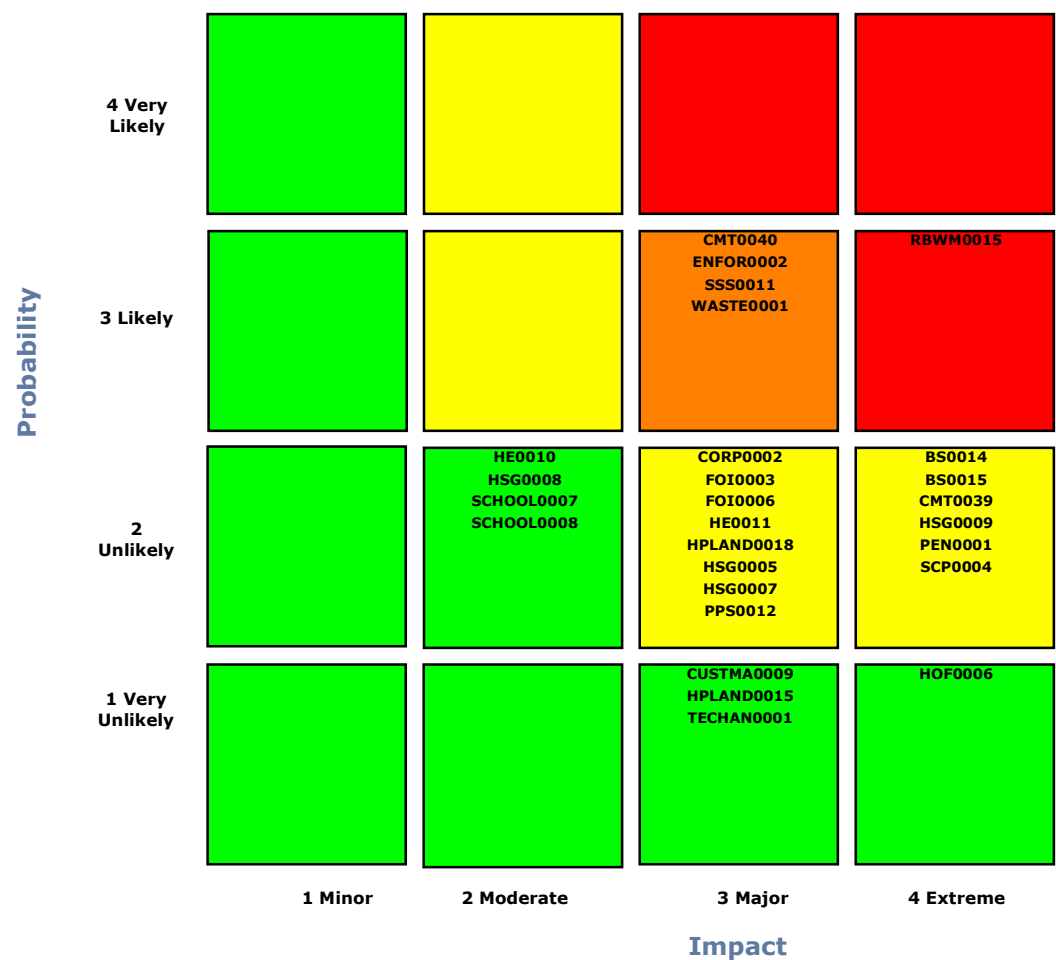 4 Very
Likely
CMT0040
ENFOR0002
SSS0011
WASTE0001
RBWM0015
3 Likely
Probability
HE0010
HSG0008
SCHOOL0007
SCHOOL0008
CORP0002
FOI0003
FOI0006
HE0011
HPLAND0018
HSG0005
HSG0007
PPS0012
BS0014
BS0015
CMT0039
HSG0009
PEN0001
SCP0004
2
Unlikely
CUSTMA0009
HPLAND0015
TECHAN0001
HOF0006
1 Very
Unlikely
1 Minor
2 Moderate
3 Major
4 Extreme
Impact